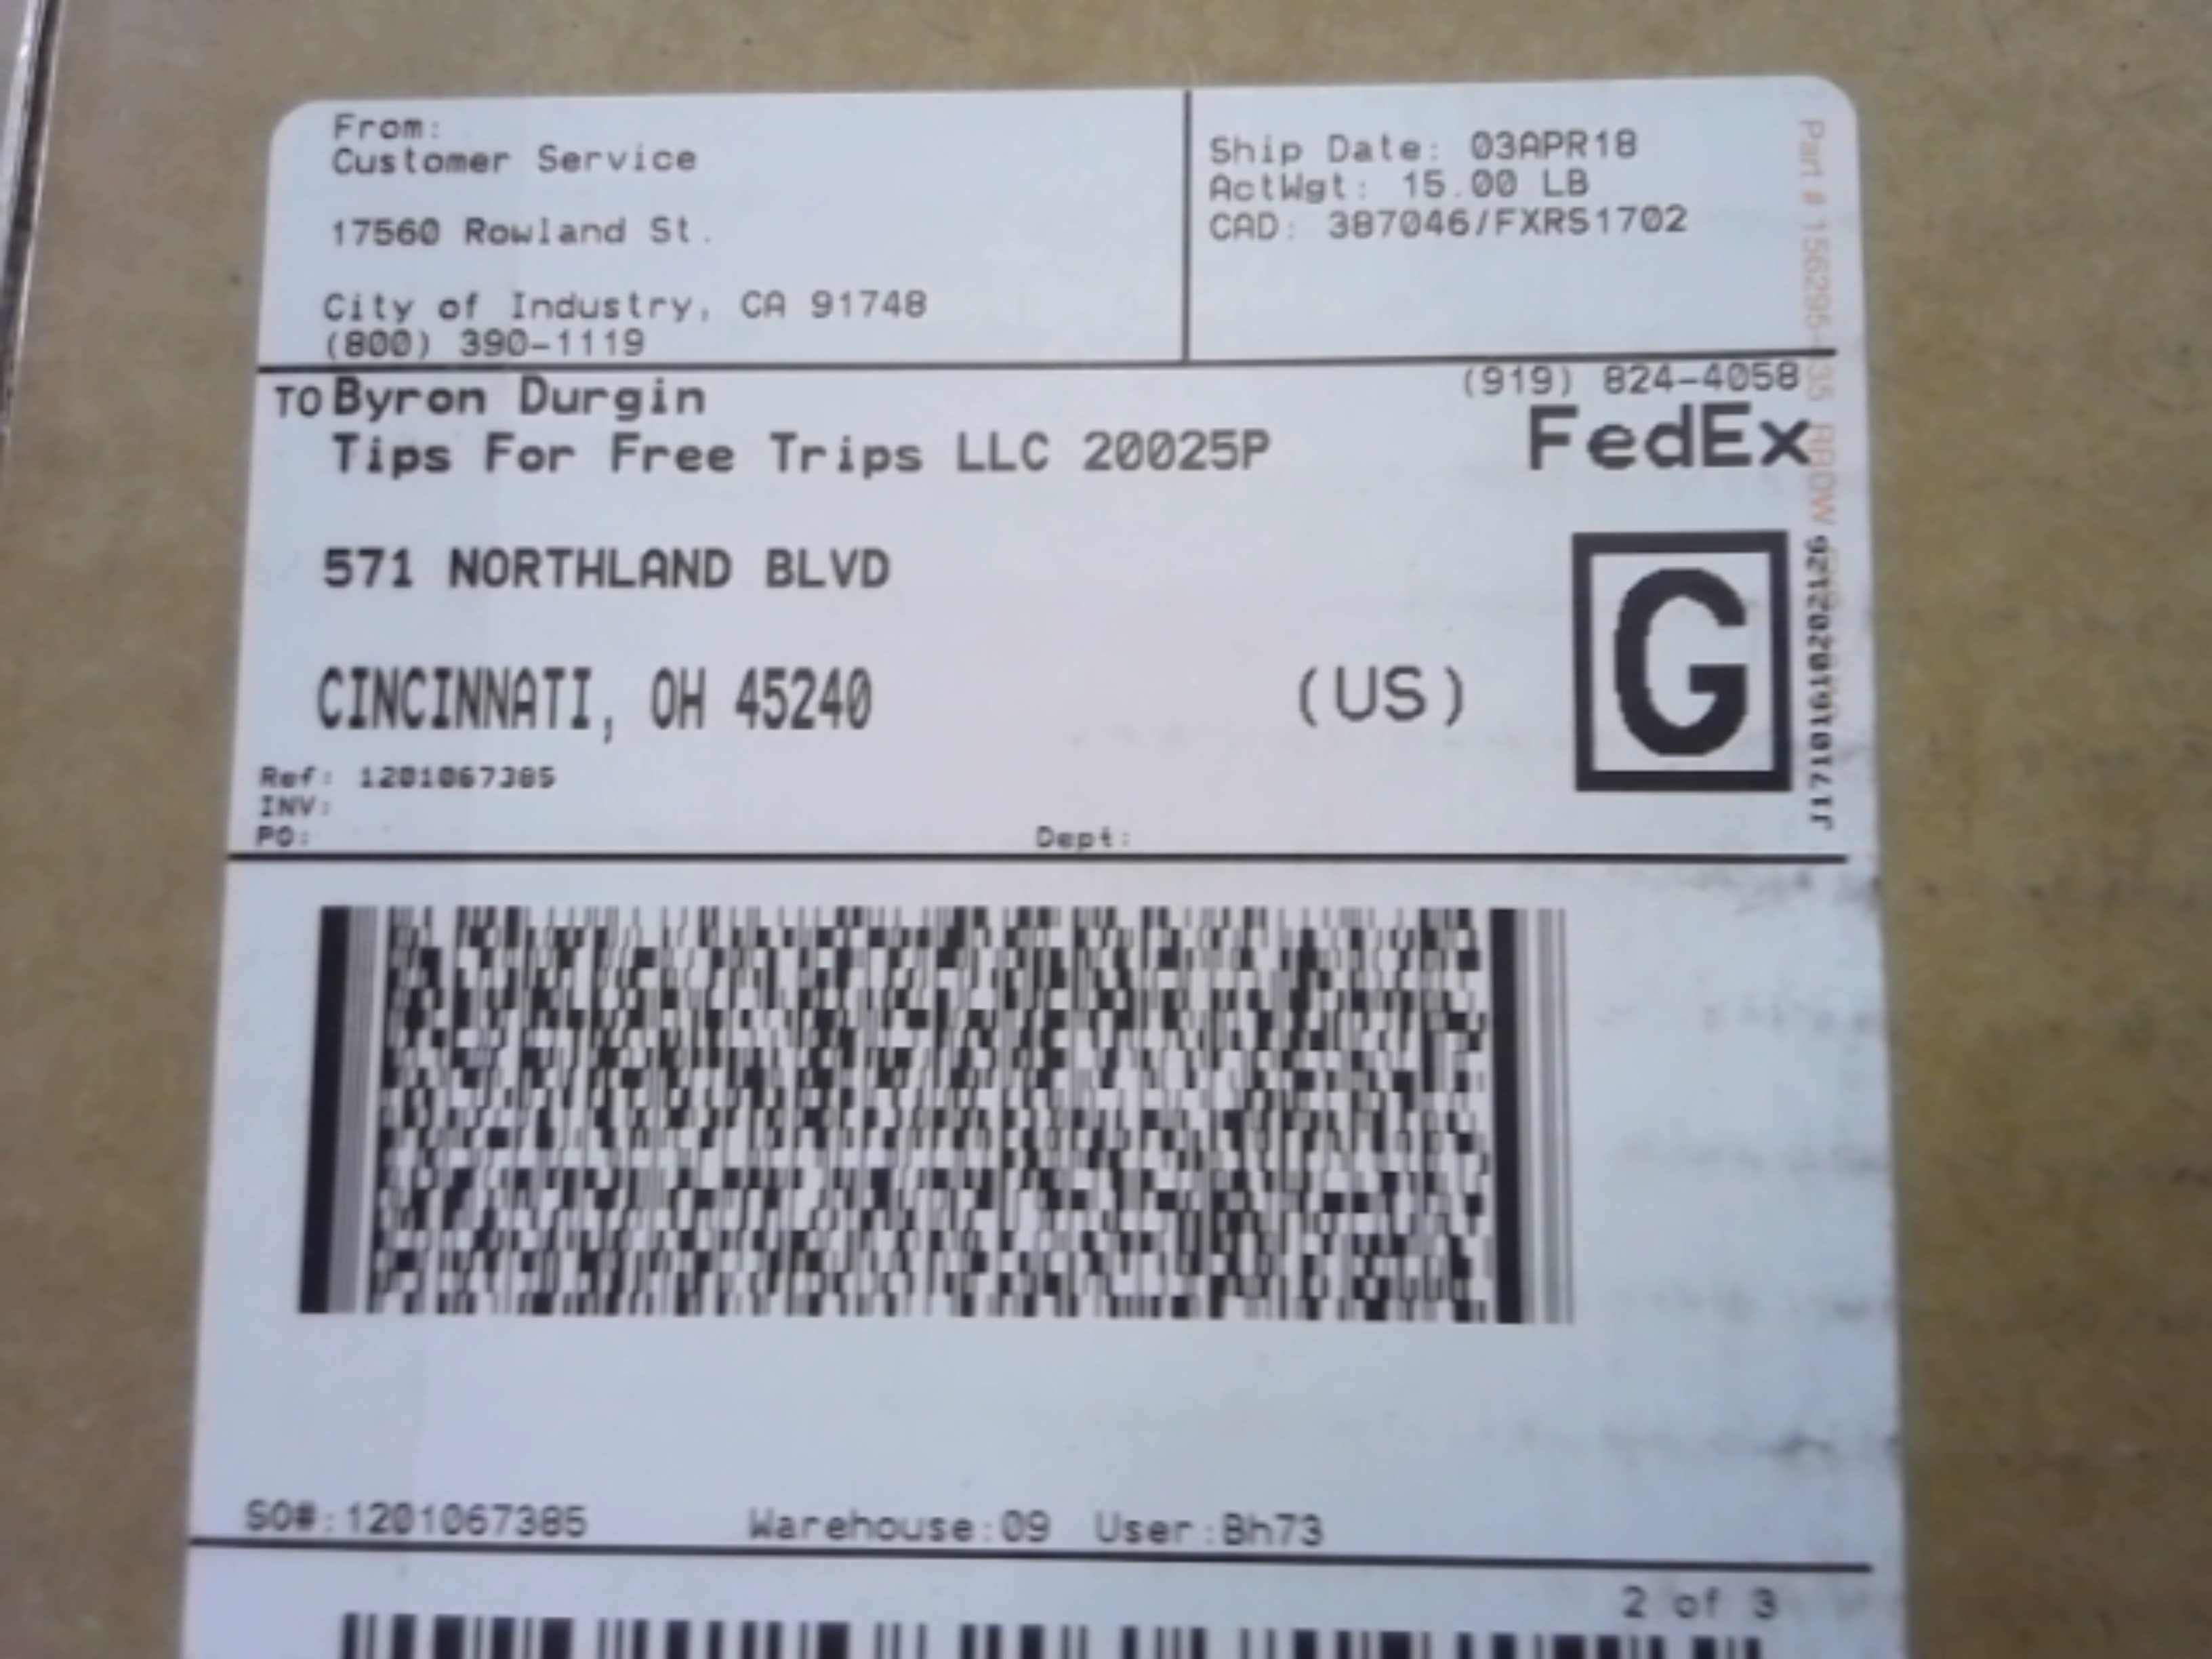 From:
Customer Service
17560 Rowland St.
City of Industry, CA 91748
(800) 390-1119
Ship Date: 03APR18
ActWgt: 15.00 LB
CAD: 387046/FXRS1702
TO Byron Durgin
(919) 824-4058
Tips For Free Trips LLC 20025P
FedEx
571 NORTHLAND BLVD
G
CINCINNATI, OH 45240
(US)
Ref: 1201067385
INV:
PO:
Dept:
Part #
SO#:1201067385 Warehouse:09 User:Bh73
2 of 3